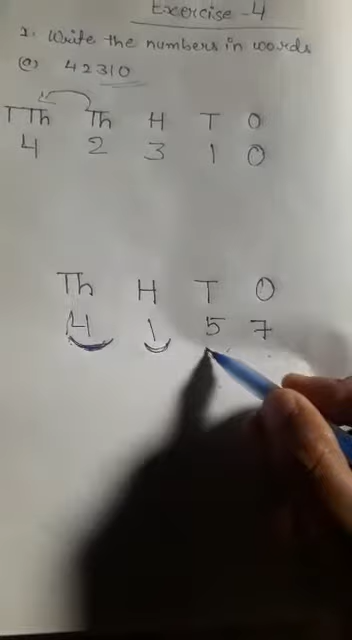 Exercise - 4
1. Write the numbers in words
(a) 42310
TTh Th H T O
4 2 3 1 0
Th H T O
4 1 5 7